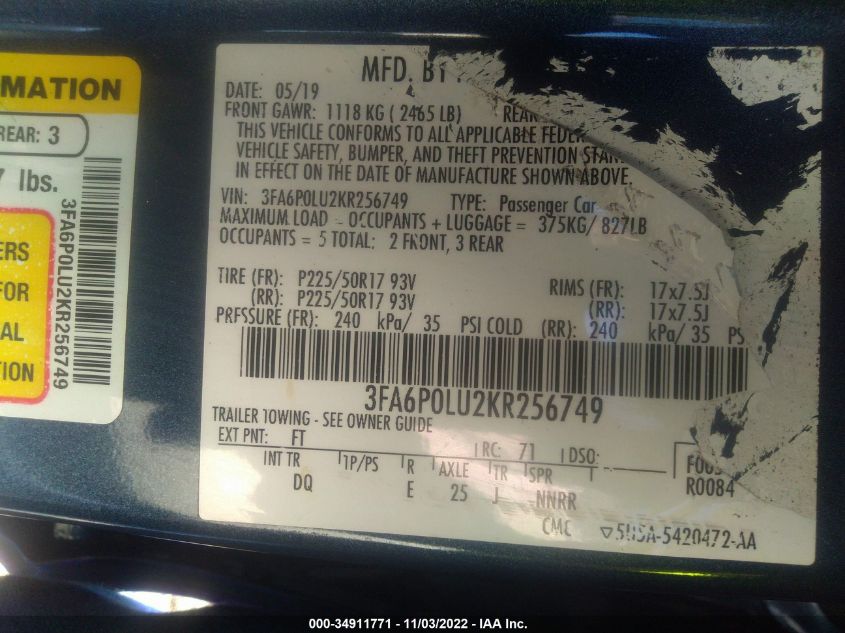 MATION
REAR: 3
7 lbs.
3FA6P0LU2KR256749
ERS
FOR
AL
TION
MFD. BY
DATE: 05/19
FRONT GAWR: 1118 KG ( 2465 LB) REAR
THIS VEHICLE CONFORMS TO ALL APPLICABLE FEDER
VEHICLE SAFETY, BUMPER, AND THEFT PREVENTION STAN
IN EFFECT ON THE DATE OF MANUFACTURE SHOWN ABOVE.
VIN: 3FA6P0LU2KR256749 TYPE: Passenger Car
MAXIMUM LOAD - OCCUPANTS + LUGGAGE = 375KG/ 827LB
OCCUPANTS = 5 TOTAL: 2 FRONT, 3 REAR
TIRE (FR): P225/50R17 93V RIMS (FR): 17x7.5J
(RR): P225/50R17 93V (RR): 17x7.5J
PRESSURE (FR): 240 kPa/ 35 PSI COLD (RR): 240 kPa/ 35 PS
3FA6P0LU2KR256749
TRAILER TOWING - SEE OWNER GUIDE
EXT PNT: FT RC: 71 DSO:
INT TR TP/PS R AXLE TR SPR T
DQ E 25 J NNRR
R0084
CMC ▽5U5A-5420472-AA
000-34911771 - 11/03/2022 - IAA Inc.